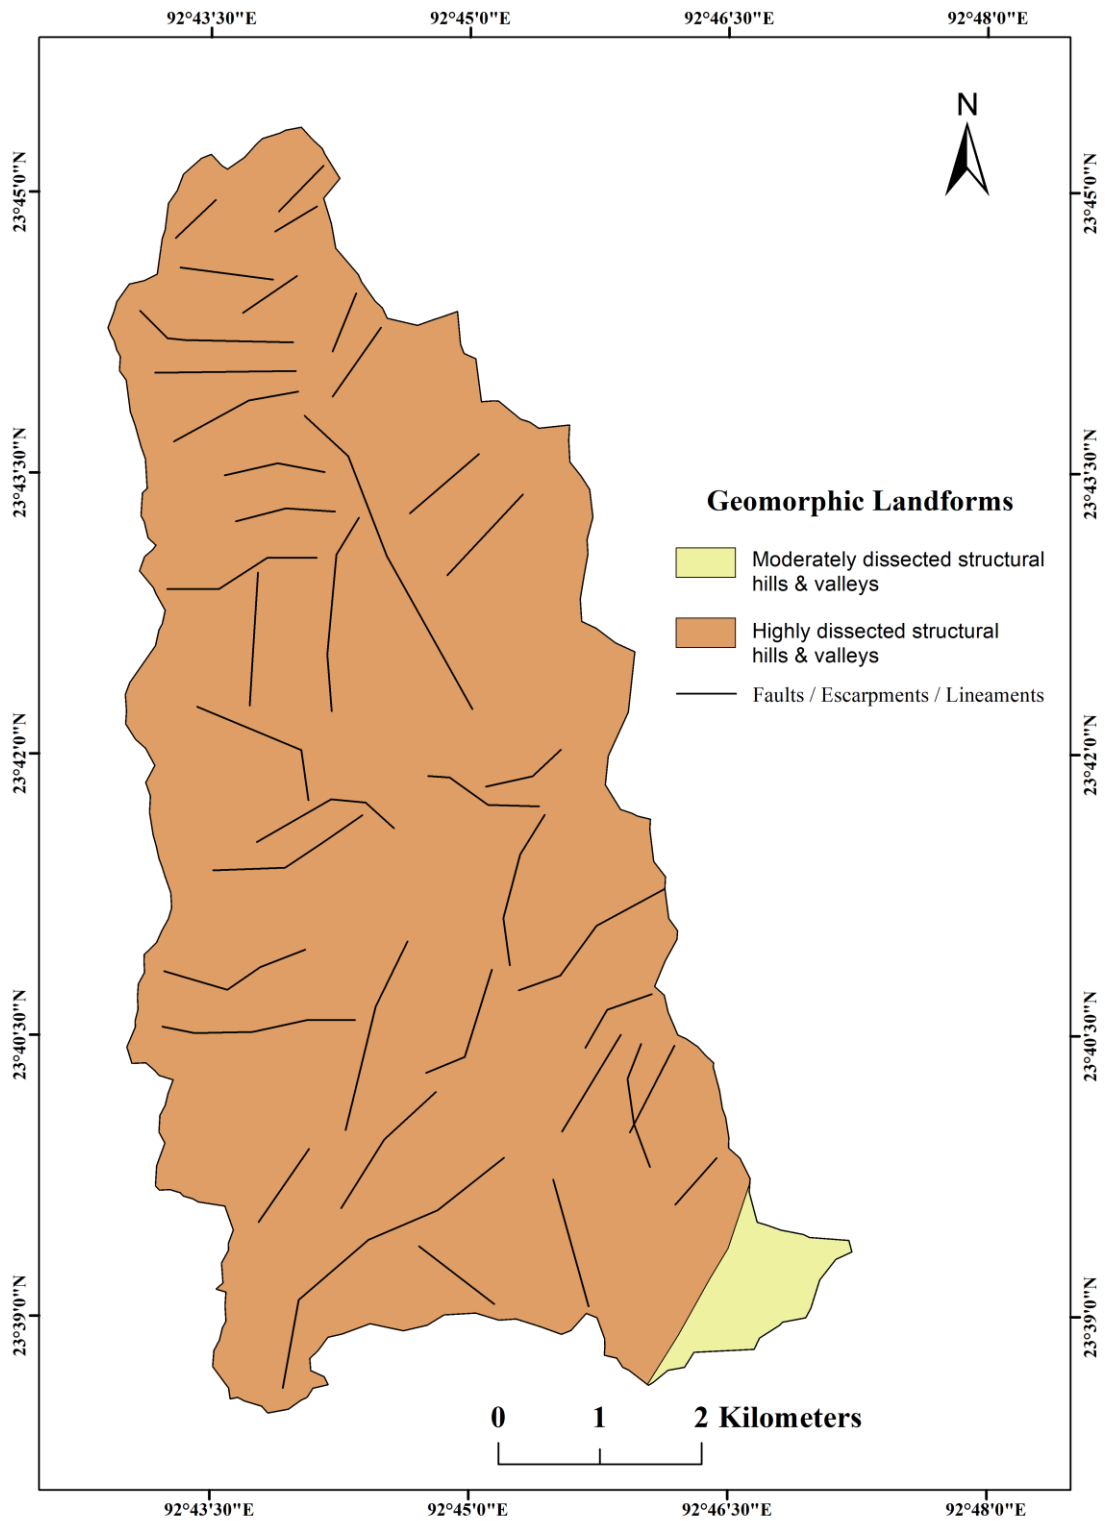 92°43'30"E 92°45'0"E 92°46'30"E 92°48'0"E
N
23°45'0"N 23°45'0"N
23°43'30"N 23°43'30"N
Geomorphic Landforms
Moderately dissected structural
hills & valleys
Highly dissected structural
hills & valleys
Faults / Escarpments / Lineaments
23°42'0"N 23°42'0"N
23°40'30"N 23°40'30"N
23°39'0"N 23°39'0"N
0 1 2 Kilometers
92°43'30"E 92°45'0"E 92°46'30"E 92°48'0"E